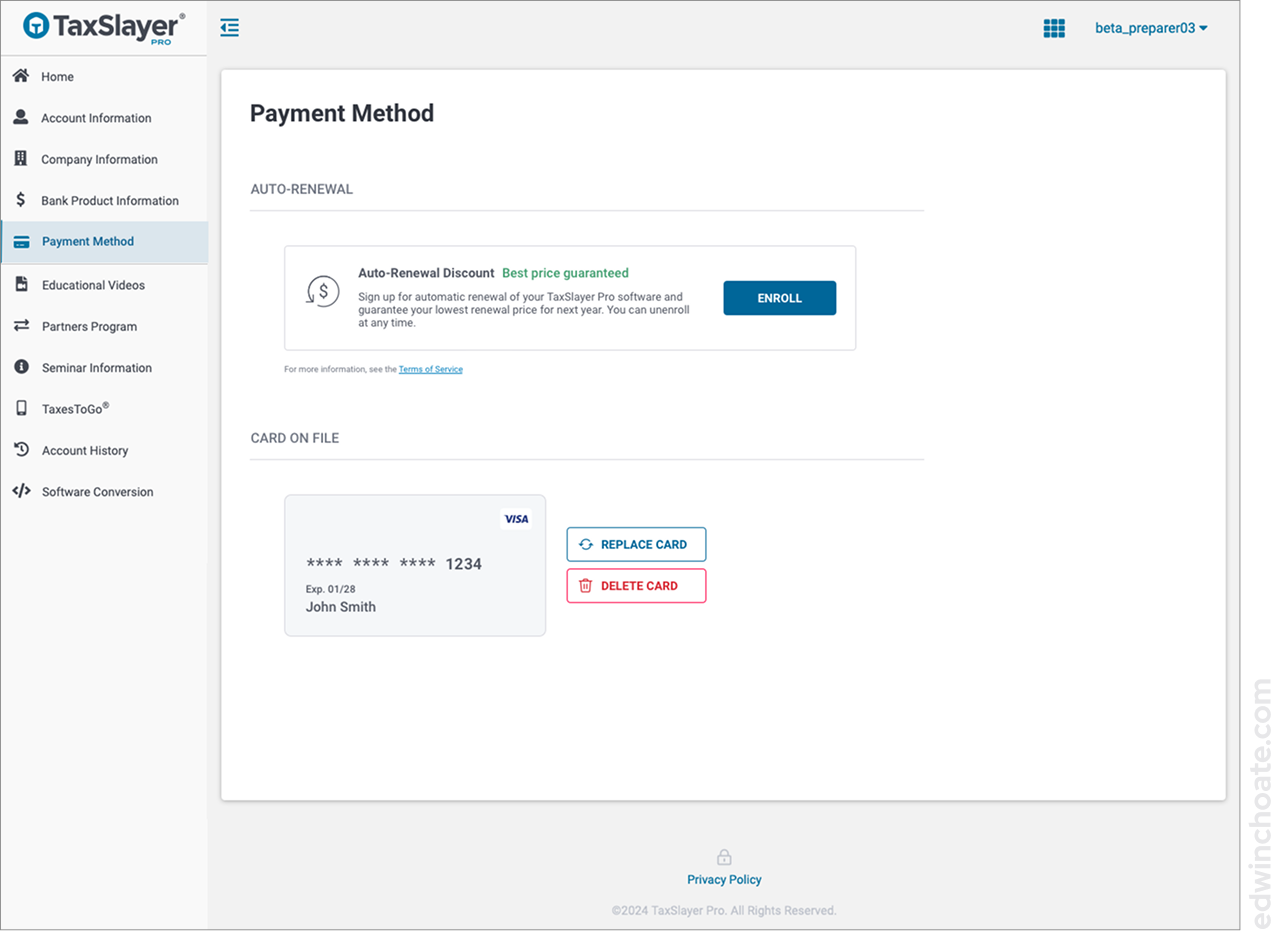 TaxSlayer®
PRO
beta_preparer03
Home
Account Information
Company Information
Bank Product Information
Payment Method
Educational Videos
Partners Program
Seminar Information
TaxesToGo®
Account History
Software Conversion
Payment Method
AUTO-RENEWAL
Auto-Renewal Discount Best price guaranteed
Sign up for automatic renewal of your TaxSlayer Pro software and
guarantee your lowest renewal price for next year. You can unenroll
at any time.
ENROLL
For more information, see the Terms of Service
CARD ON FILE
VISA
**** **** **** 1234
Exp. 01/28
John Smith
REPLACE CARD
DELETE CARD
Privacy Policy
©2024 TaxSlayer Pro. All Rights Reserved.
edwinchoate.com